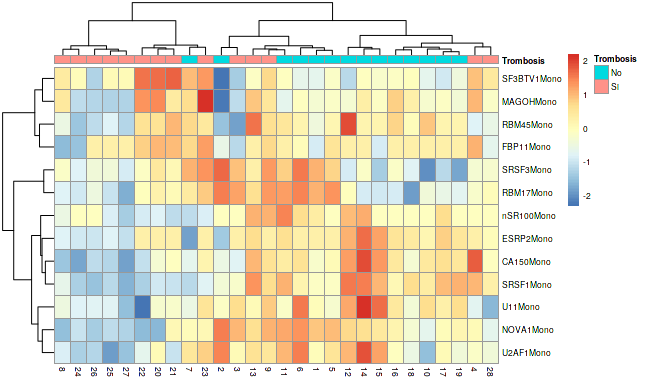 Trombosis
SF3BTV1Mono
MAGOHMono
RBM45Mono
FBP11Mono
SRSF3Mono
RBM17Mono
nSR100Mono
ESRP2Mono
CA150Mono
SRSF1Mono
U11Mono
NOVA1Mono
U2AF1Mono
8 24 26 25 27 22 20 21 7 23 2 3 13 9 11 6 1 5 12 14 15 16 18 10 17 19 4 28
2
1
0
-1
-2
Trombosis
No
SI